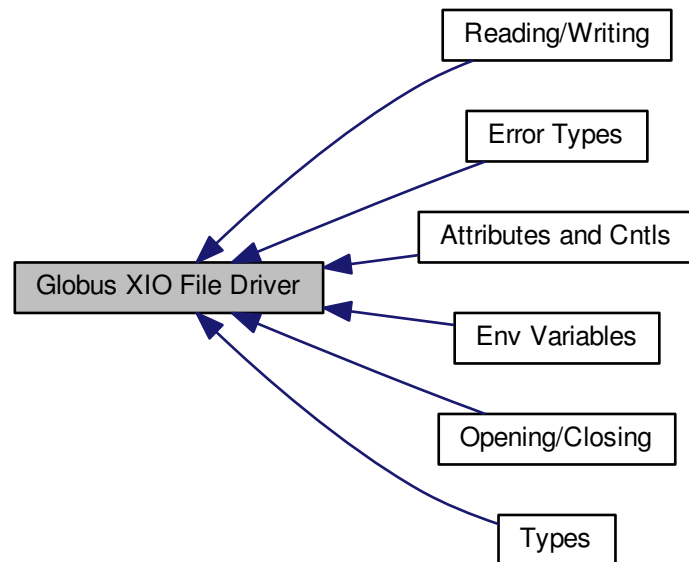 Reading/Writing
Error Types
Attributes and Cntls
Globus XIO File Driver
Env Variables
Opening/Closing
Types